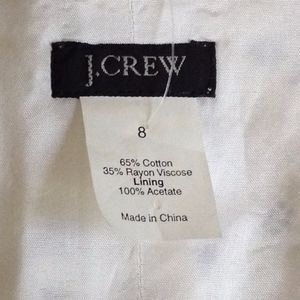 J.CREW
8
65% Cotton
35% Rayon Viscose
Lining
100% Acetate
Made in China